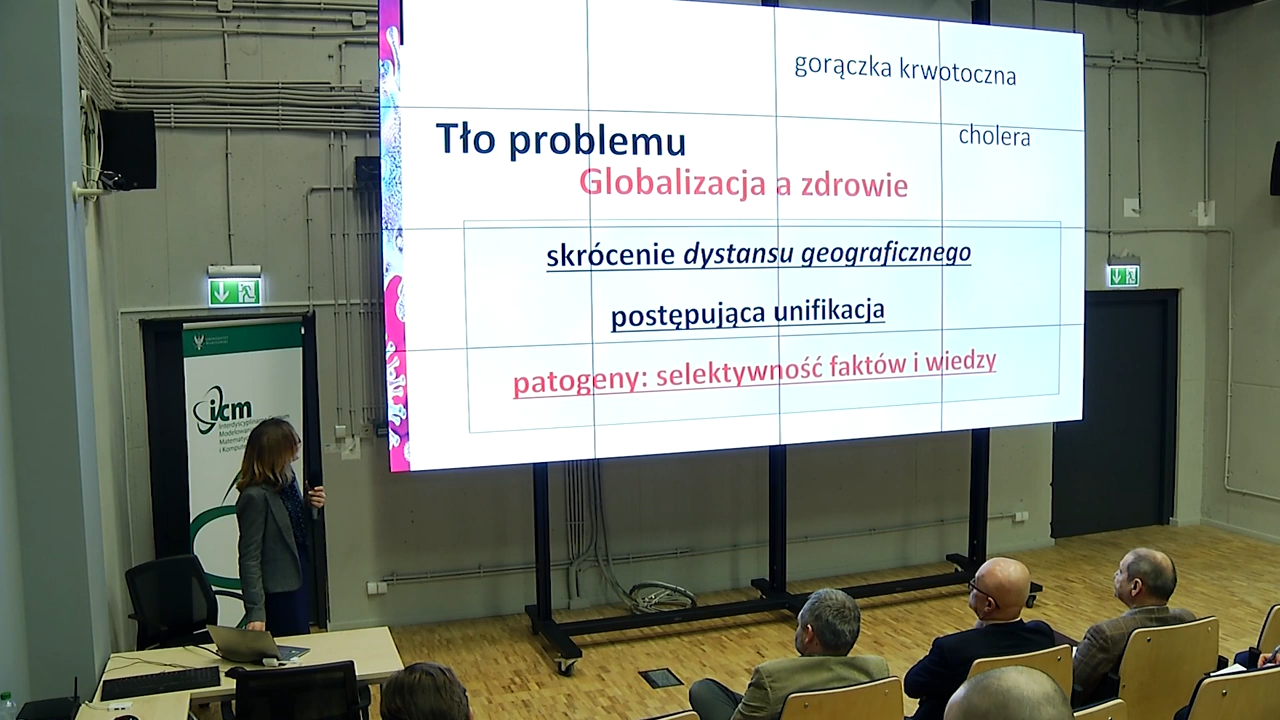 gorączka krwotoczna
cholera
Tło problemu
Globalizacja a zdrowie
skrócenie dystansu geograficznego
postępująca unifikacja
patogeny: selektywność faktów i wiedzy
icm